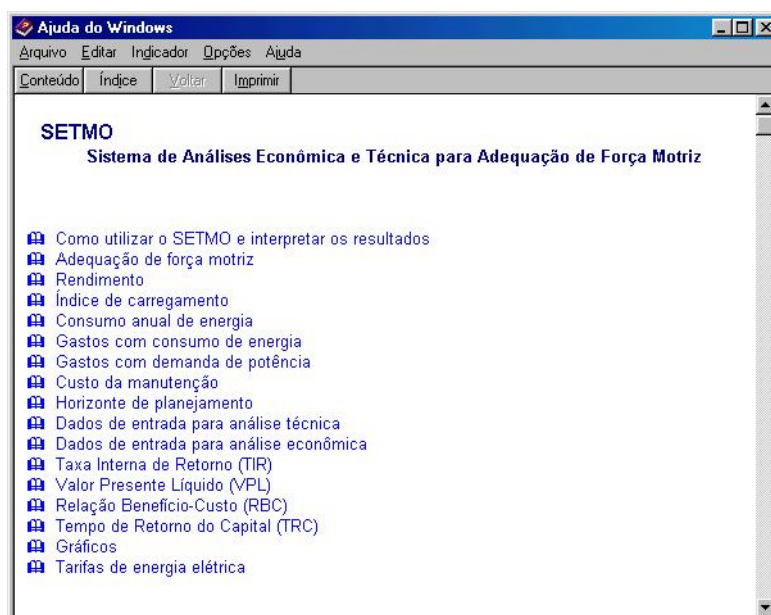 Ajuda do Windows
Arquivo Editar Indicador Opções Ajuda
Conteúdo Índice Voltar Imprimir
SETMO
Sistema de Análises Econômica e Técnica para Adequação de Força Motriz
Como utilizar o SETMO e interpretar os resultados
Adequação de força motriz
Rendimento
Índice de carregamento
Consumo anual de energia
Gastos com consumo de energia
Gastos com demanda de potência
Custo da manutenção
Horizonte de planejamento
Dados de entrada para análise técnica
Dados de entrada para análise econômica
Taxa Interna de Retorno (TIR)
Valor Presente Líquido (VPL)
Relação Benefício-Custo (RBC)
Tempo de Retorno do Capital (TRC)
Gráficos
Tarifas de energia elétrica